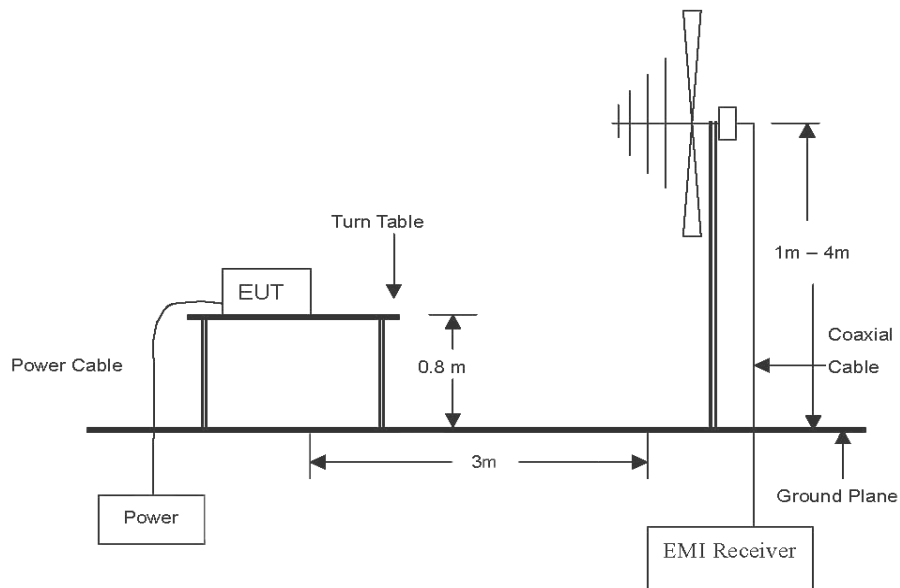 Turn Table
1m – 4m
EUT
Power Cable
0.8 m
Coaxial
Cable
3m
Ground Plane
Power
EMI Receiver